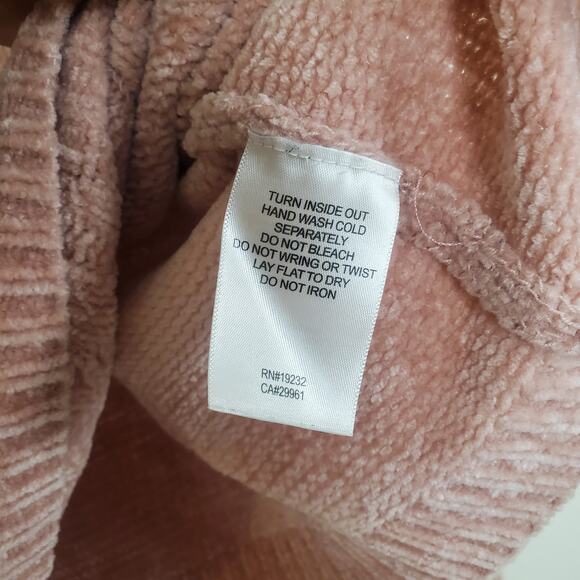 TURN INSIDE OUT
HAND WASH COLD
SEPARATELY
DO NOT BLEACH
DO NOT WRING OR TWIST
LAY FLAT TO DRY
DO NOT IRON
RN#19232
CA#29961